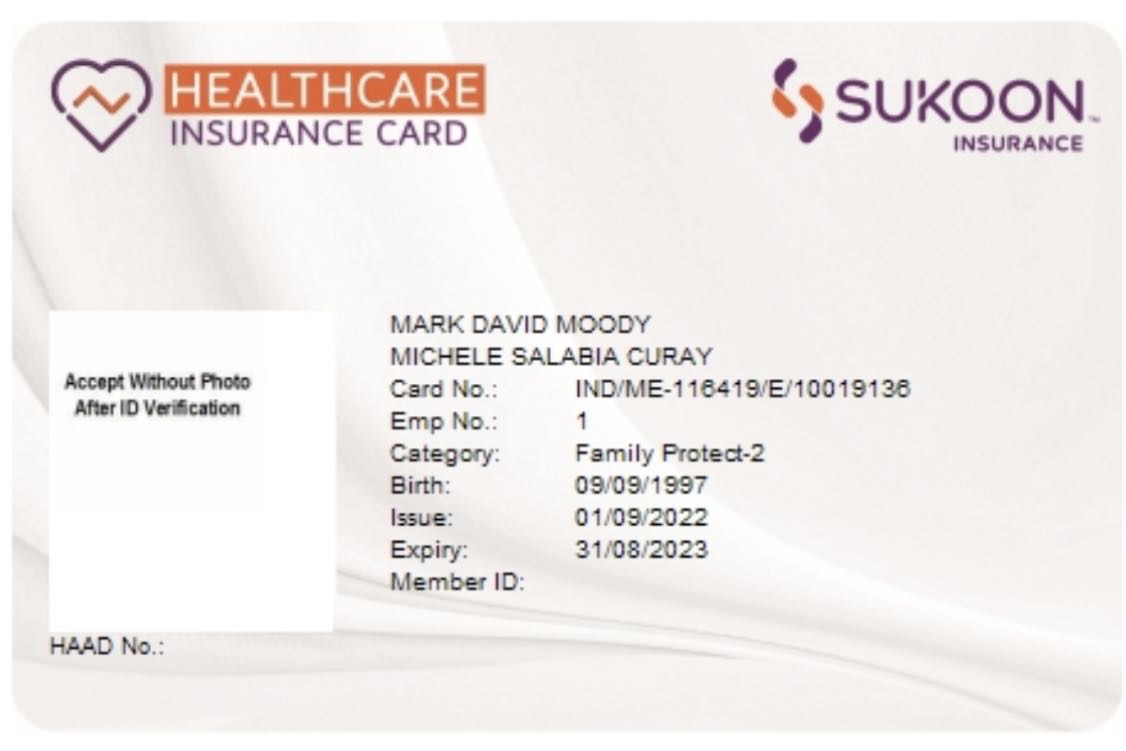 HEALTHCARE
INSURANCE CARD
SUKOON™
INSURANCE
Accept Without Photo
After ID Verification
MARK DAVID MOODY
MICHELE SALABIA CURAY
Card No.: IND/ME-116419/E/10019136
Emp No.: 1
Category: Family Protect-2
Birth: 09/09/1997
Issue: 01/09/2022
Expiry: 31/08/2023
Member ID:
HAAD No.: